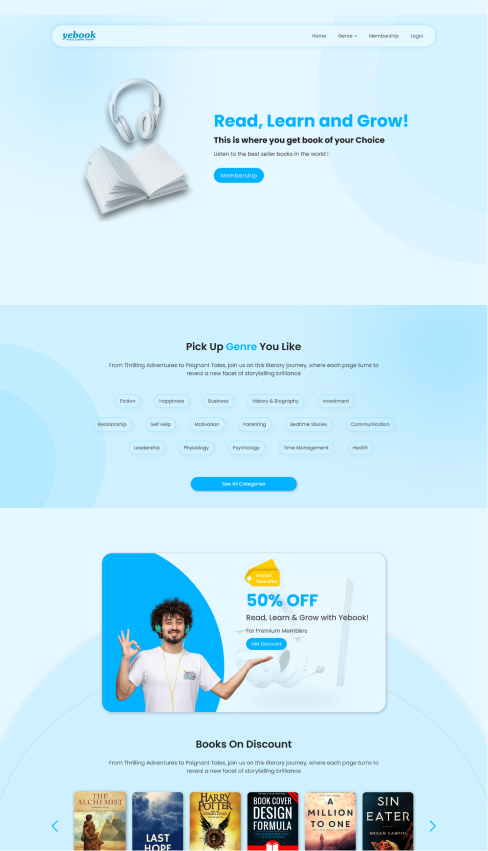 yebook
Home Genre Membership Login
Read, Learn and Grow!
This is where you get book of your Choice
Listen to the best seller books in the world !
Membership
Pick Up Genre You Like
From Thrilling Adventures to Poignant Tales, join us on this literary journey, where each page turns to
reveal a new facet of storytelling brilliance
Fiction Happiness Business History & Biography Investment
Relationship Self Help Motivation Parenting Bedtime Stories Communication
Leadership Physiology Psychology Time Management Health
See All Categories
Limited
Time Offer
50% OFF
Read, Learn & Grow with Yebook!
For Premium Members
Get Discount
Books On Discount
From Thrilling Adventures to Poignant Tales, join us on this literary journey, where each page turns to
reveal a new facet of storytelling brilliance
THE
ALCHEMIST
LAST
HOPE
HARRY
POTTER
BOOK COVER
DESIGN
FORMULA
A
MILLION
TO ONE
SIN
EATER
MEGAN CAMPISI